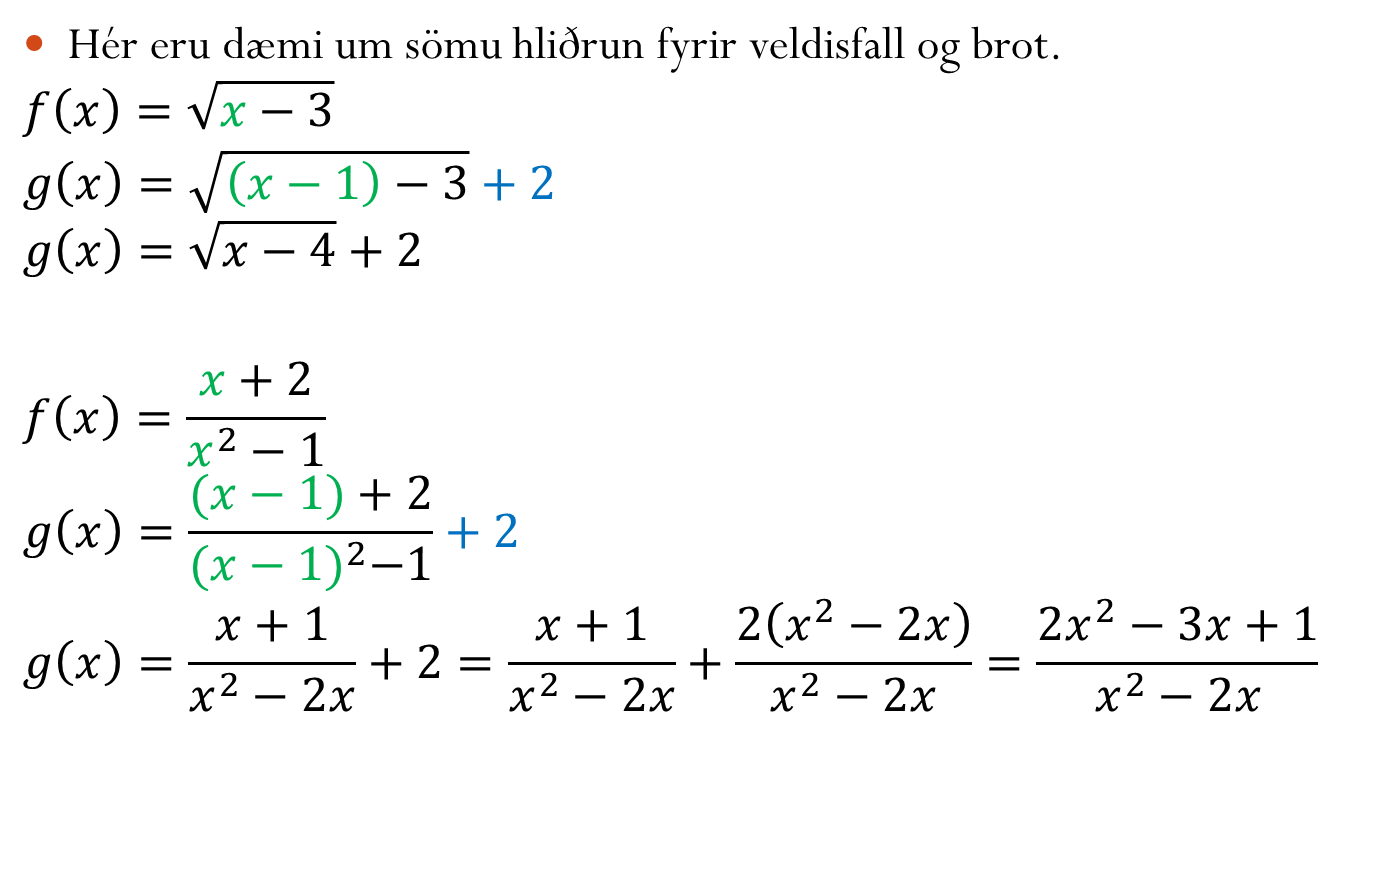 • Hér eru dæmi um sömu hliðrun fyrir veldisfall og brot.
f(x) = √(x − 3)
g(x) = √((x − 1) − 3) + 2
g(x) = √(x − 4) + 2
f(x) = (x + 2)/(x² − 1)
g(x) = ((x − 1) + 2)/((x − 1)²−1) + 2
g(x) = (x + 1)/(x² − 2x) + 2 = (x + 1)/(x² − 2x) + 2(x² − 2x)/(x² − 2x) = (2x² − 3x + 1)/(x² − 2x)